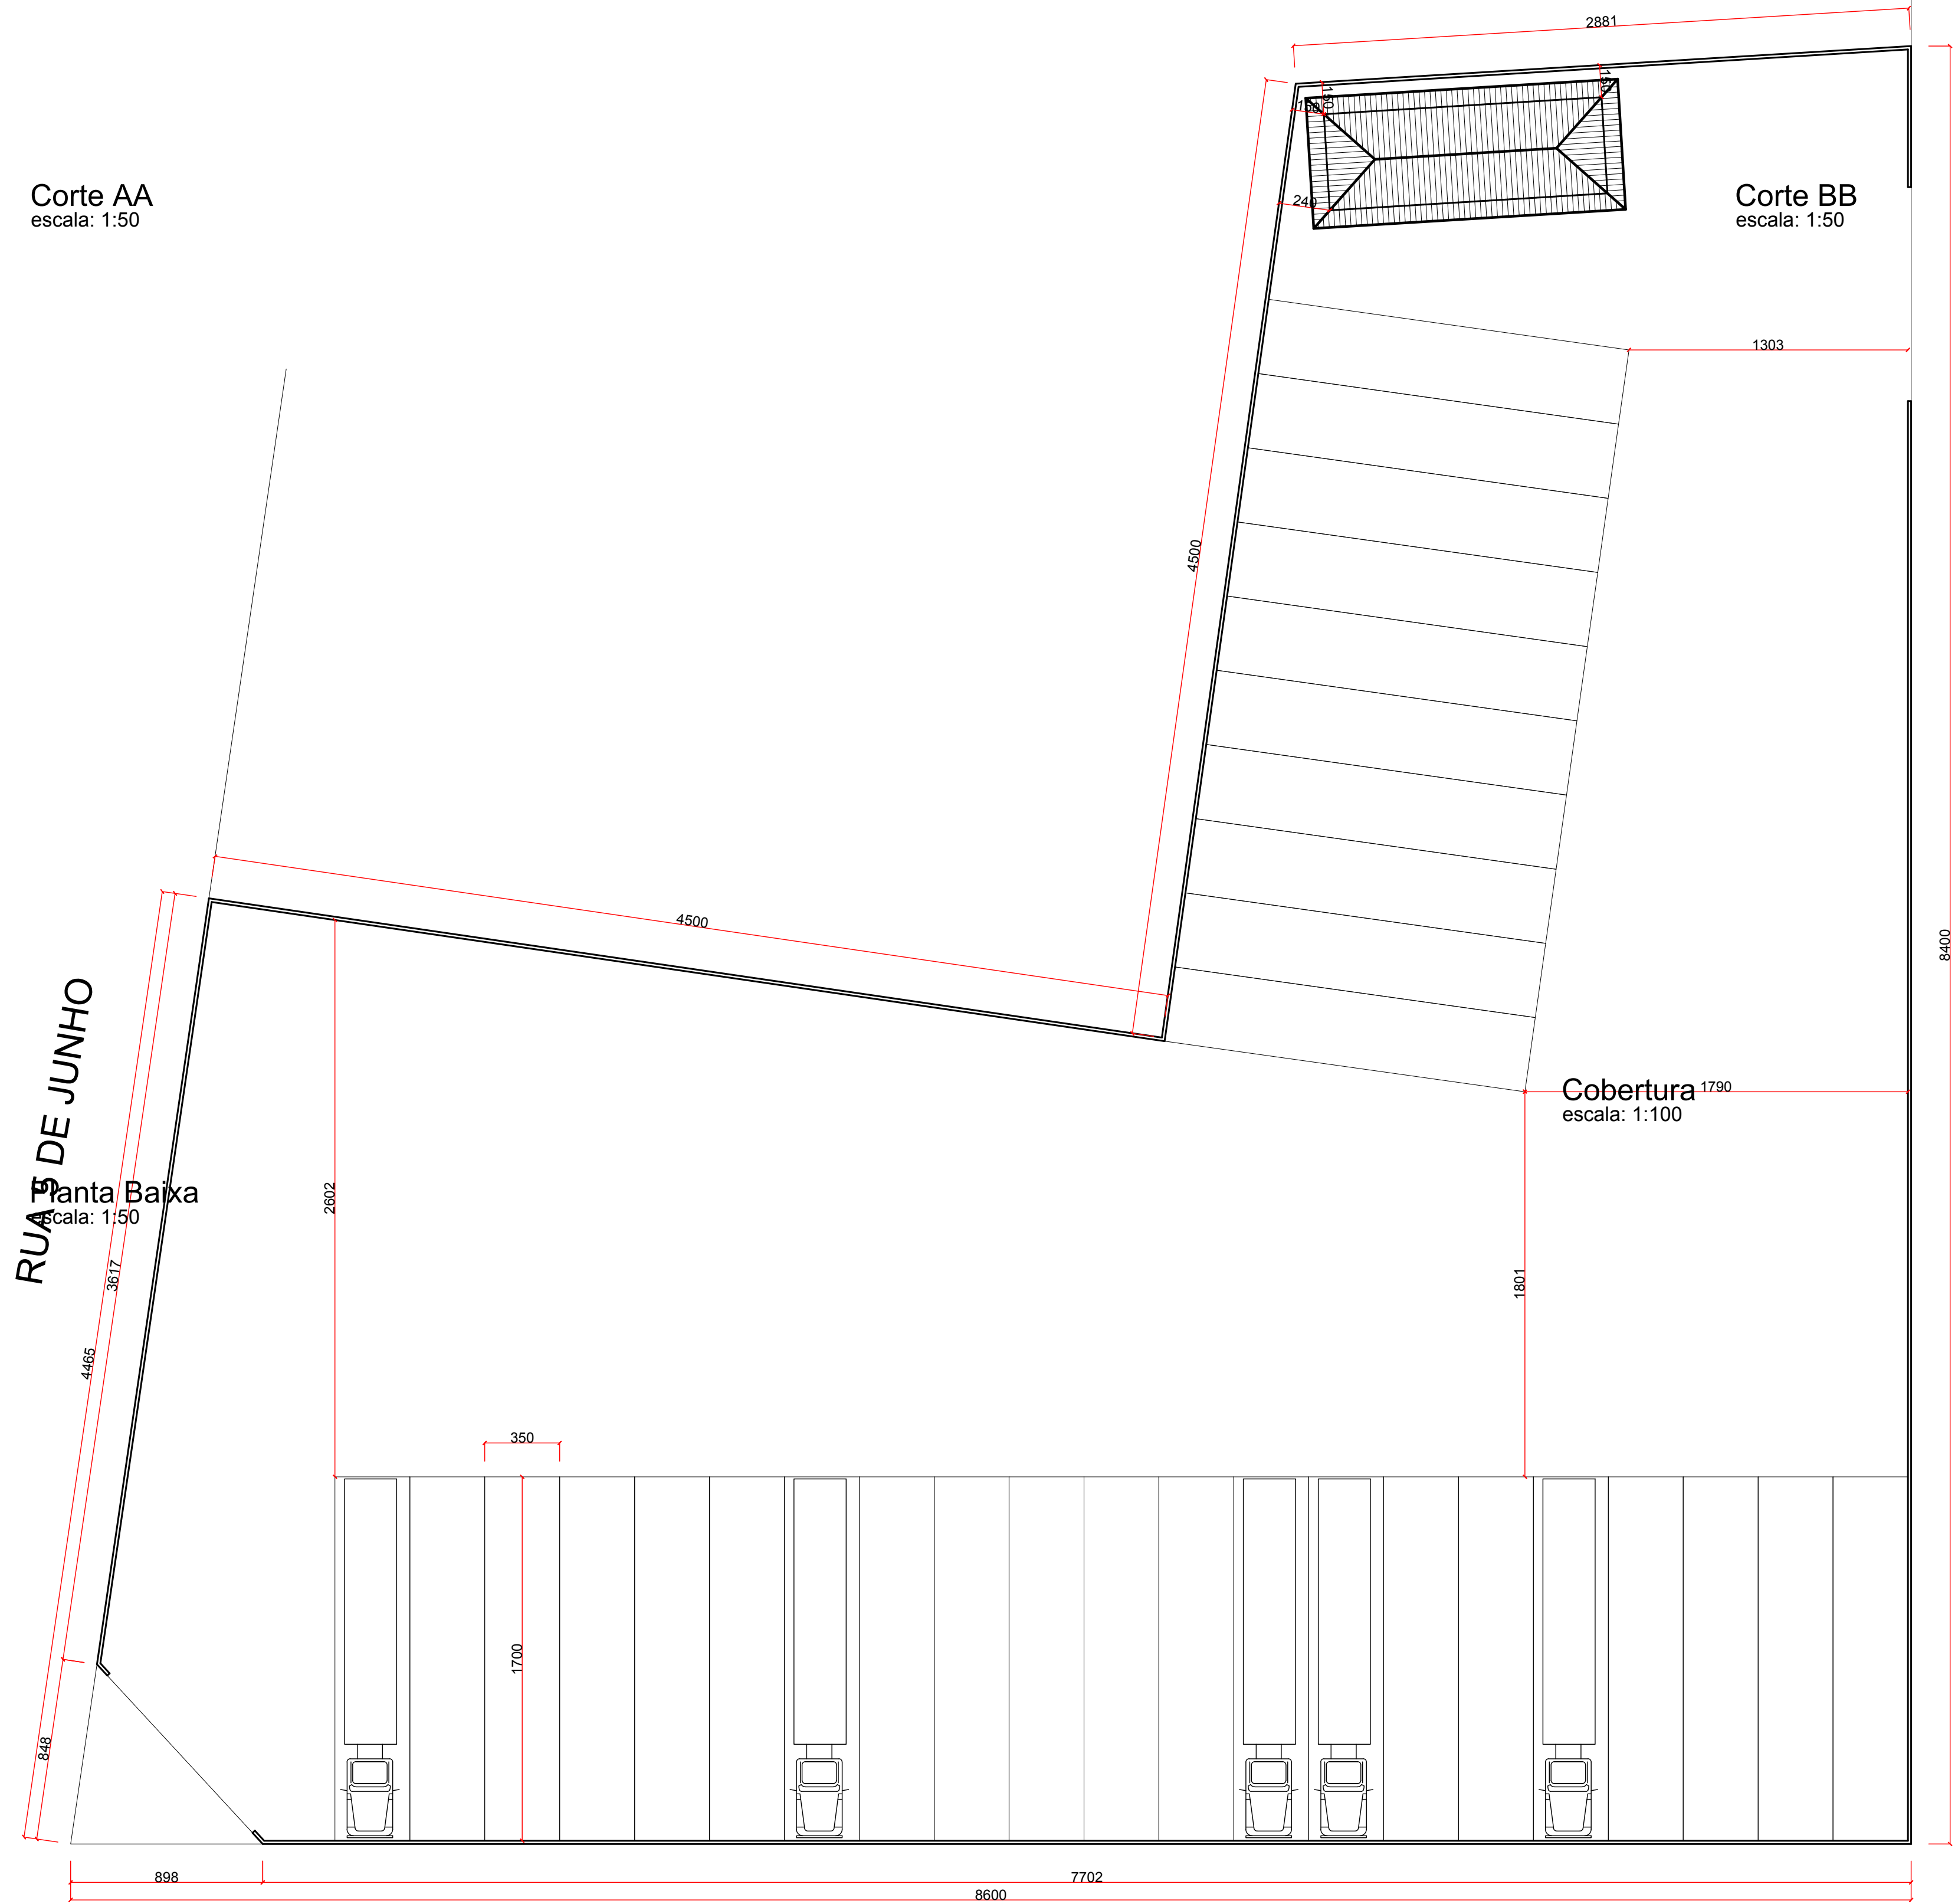 2881
150
150
150
Corte AA
escala: 1:50
Corte BB
escala: 1:50
240
1303
4500
4500
8400
RUA 5 DE JUNHO
Cobertura
escala: 1:100
1790
Planta Baixa
escala: 1:50
2602
3617
1801
4465
350
1700
848
898
7702
8600